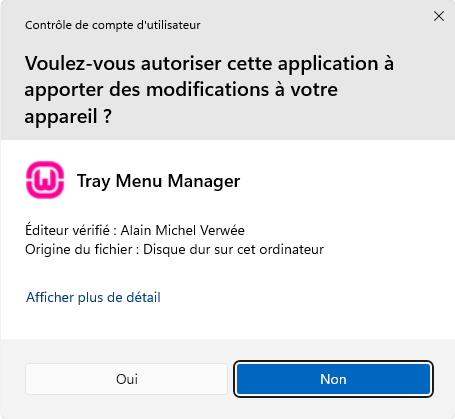 Contrôle de compte d'utilisateur
Voulez-vous autoriser cette application à
apporter des modifications à votre
appareil ?
Tray Menu Manager
Éditeur vérifié : Alain Michel Verwée
Origine du fichier : Disque dur sur cet ordinateur
Afficher plus de détail
Oui
Non